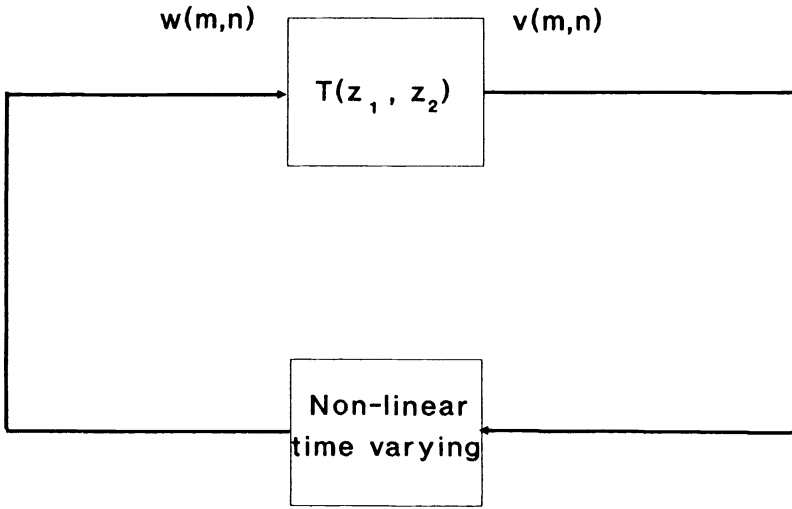 w(m,n)
v(m,n)
T(z₁ , z₂)
Non-linear
time varying